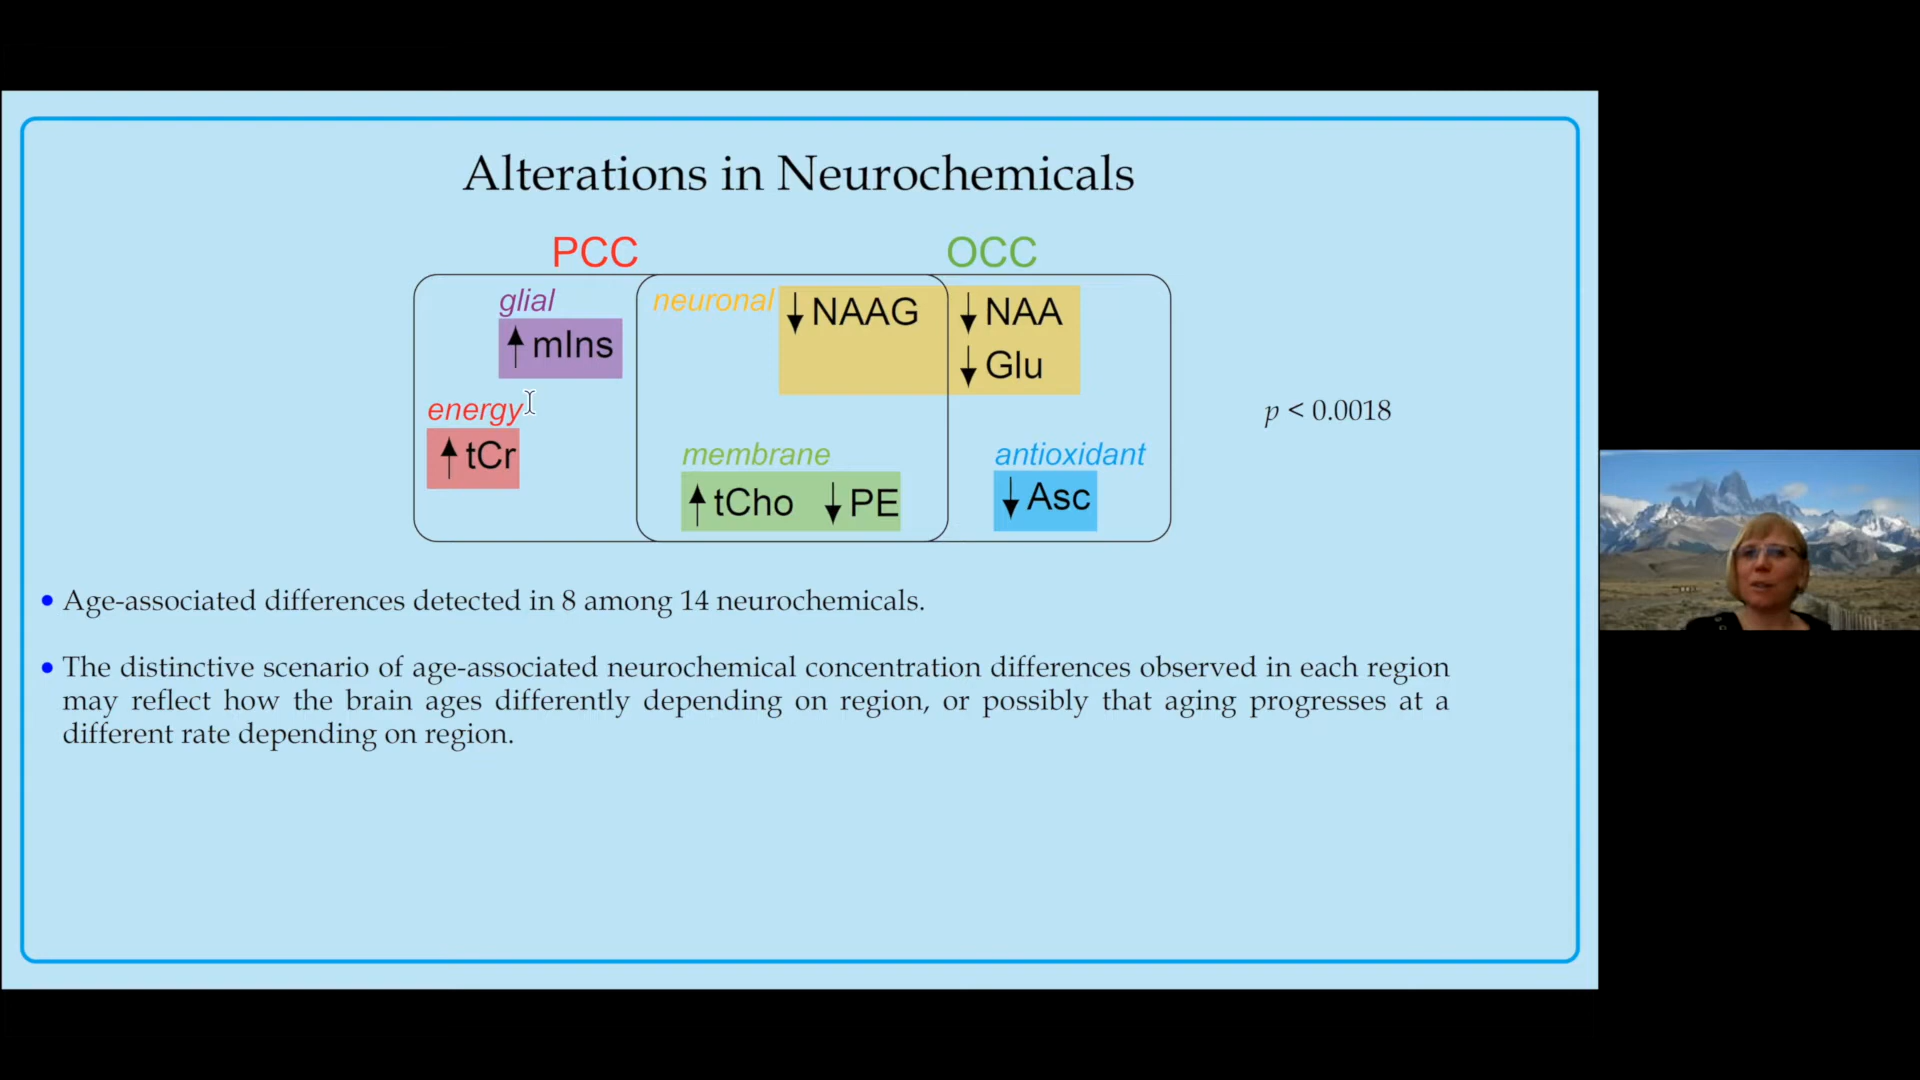 Alterations in Neurochemicals
PCC OCC
glial neuronal ↓ NAAG ↓ NAA
↑ mIns
↓ Glu
energy
p < 0.0018
↑ tCr
membrane antioxidant
↑ tCho ↓ PE ↓ Asc
• Age-associated differences detected in 8 among 14 neurochemicals.
• The distinctive scenario of age-associated neurochemical concentration differences observed in each region
may reflect how the brain ages differently depending on region, or possibly that aging progresses at a
different rate depending on region.